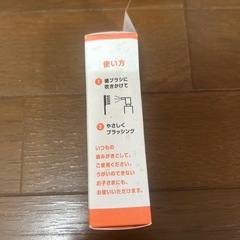 使い方
1 歯ブラシに
吹きかけて
2 やさしく
ブラッシング
いつもの
歯みがきとして、
ご使用ください。
うがいのできない
お子さまにも、
お使いいただけます。